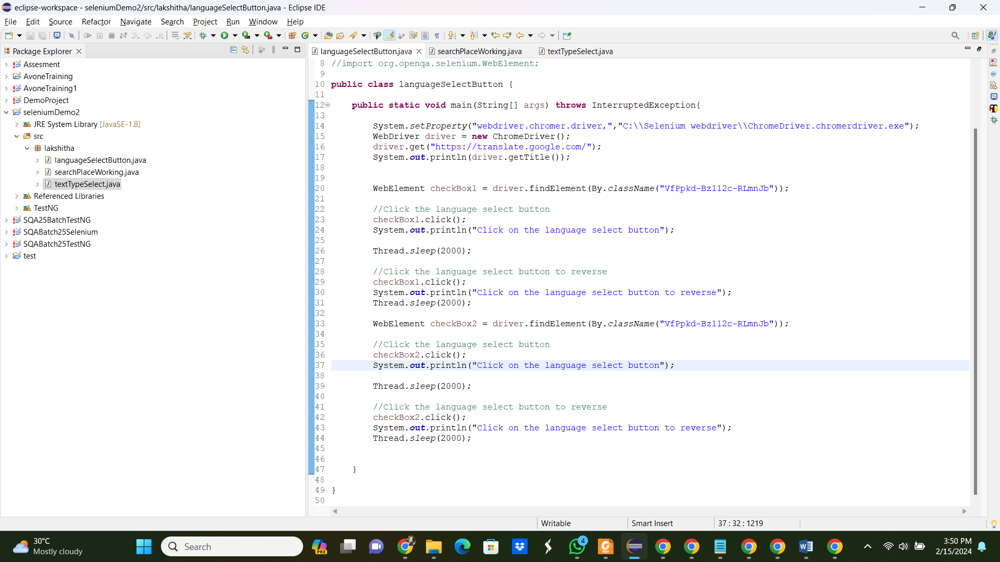 eclipse-workspace - seleniumDemo2/src/lakshitha/languageSelectButton.java - Eclipse IDE
File Edit Source Refactor Navigate Search Project Run Window Help
Package Explorer
Assesment
AvoneTraining
AvoneTraining1
DemoProject
seleniumDemo2
JRE System Library [JavaSE-1.8]
src
lakshitha
languageSelectButton.java
searchPlaceWorking.java
textTypeSelect.java
Referenced Libraries
TestNG
SQA25BatchTestNG
SQABatch25Selenium
SQABatch25TestNG
test
languageSelectButton.java searchPlaceWorking.java textTypeSelect.java
8 //import org.openqa.selenium.WebElement;
9
10 public class languageSelectButton {
11
12 public static void main(String[] args) throws InterruptedException{
13
14 System.setProperty("webdriver.chromer.driver,","C:\\Selenium webdriver\\ChromeDriver.chromerdriver.exe");
15 WebDriver driver = new ChromeDriver();
16 driver.get("https://translate.google.com/");
17 System.out.println(driver.getTitle());
18
19
20 WebElement checkBox1 = driver.findElement(By.className("VfPpkd-Bz112c-RLmnJb"));
21
22 //Click the language select button
23 checkBox1.click();
24 System.out.println("Click on the language select button");
25
26 Thread.sleep(2000);
27
28 //Click the language select button to reverse
29 checkBox1.click();
30 System.out.println("Click on the language select button to reverse");
31 Thread.sleep(2000);
32
33 WebElement checkBox2 = driver.findElement(By.className("VfPpkd-Bz112c-RLmnJb"));
34
35 //Click the language select button
36 checkBox2.click();
37 System.out.println("Click on the language select button");
38
39 Thread.sleep(2000);
40
41 //Click the language select button to reverse
42 checkBox2.click();
43 System.out.println("Click on the language select button to reverse");
44 Thread.sleep(2000);
45
46
47 }
48
49 }
50
Writable Smart Insert 37 : 32 : 1219
30°C
Mostly cloudy
Search
PRE
4
3:50 PM
2/15/2024